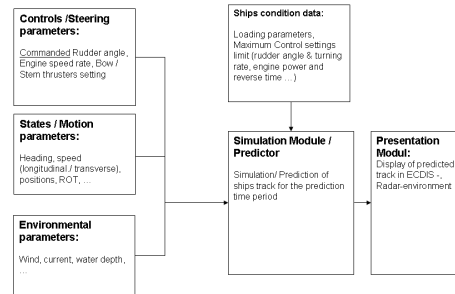 Controls /Steering
parameters:
Commanded Rudder angle,
Engine speed rate, Bow /
Stern thrusters setting
Ships condition data:
Loading parameters,
Maximum Control settings
limit (rudder angle & turning
rate, engine power and
reverse time ...)
States / Motion
parameters:
Heading, speed
(longitudinal / transverse),
positions, ROT, ...
Simulation Module /
Predictor
Simulation/ Prediction of
ships track for the prediction
time period
Presentation
Modul:
Display of predicted
track in ECDIS -,
Radar-environment
Environmental
parameters:
Wind, current, water depth,
...